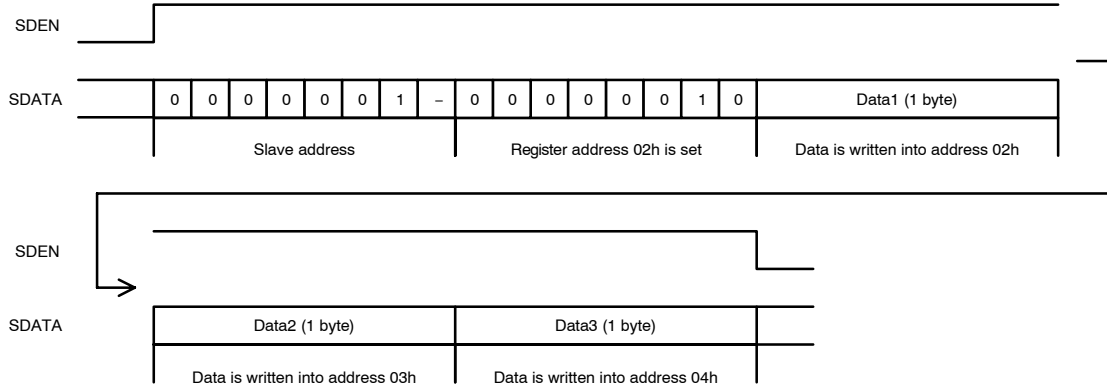 SDEN
SDATA 0 0 0 0 0 0 1 – 0 0 0 0 0 0 1 0 Data1 (1 byte)
Slave address Register address 02h is set Data is written into address 02h
SDEN
SDATA Data2 (1 byte) Data3 (1 byte)
Data is written into address 03h Data is written into address 04h